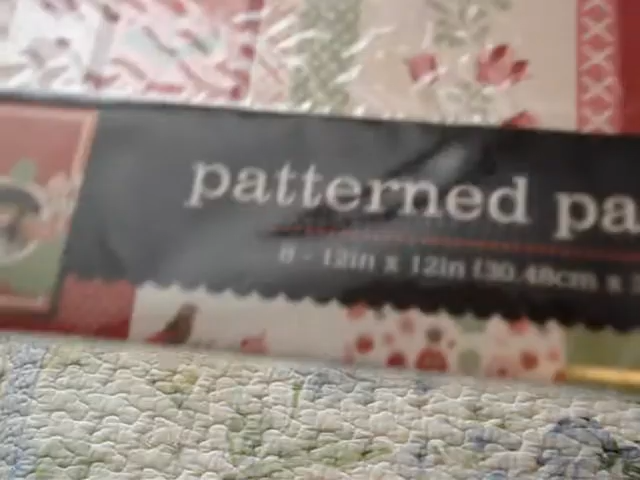 patterned pa
8 - 12in x 12in (30.48cm x